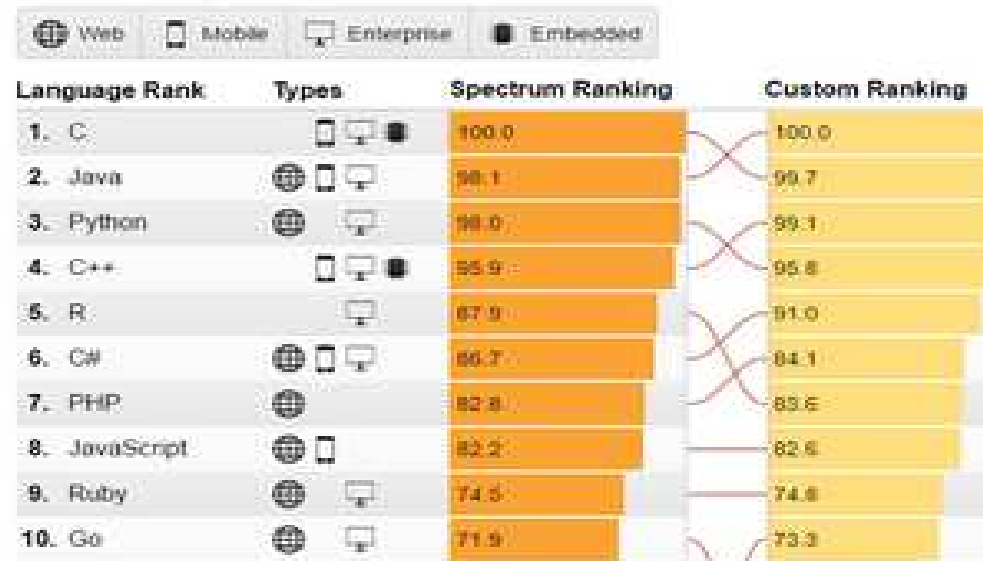 Web Mobile Enterprise Embedded
Language Rank Types Spectrum Ranking Custom Ranking
1. C 100.0 100.0
2. Java 98.1 99.7
3. Python 98.0 99.1
4. C++ 95.9 95.8
5. R 87.9 91.0
6. C# 86.7 84.1
7. PHP 82.8 83.6
8. JavaScript 82.2 82.6
9. Ruby 74.5 74.6
10. Go 71.9 73.3